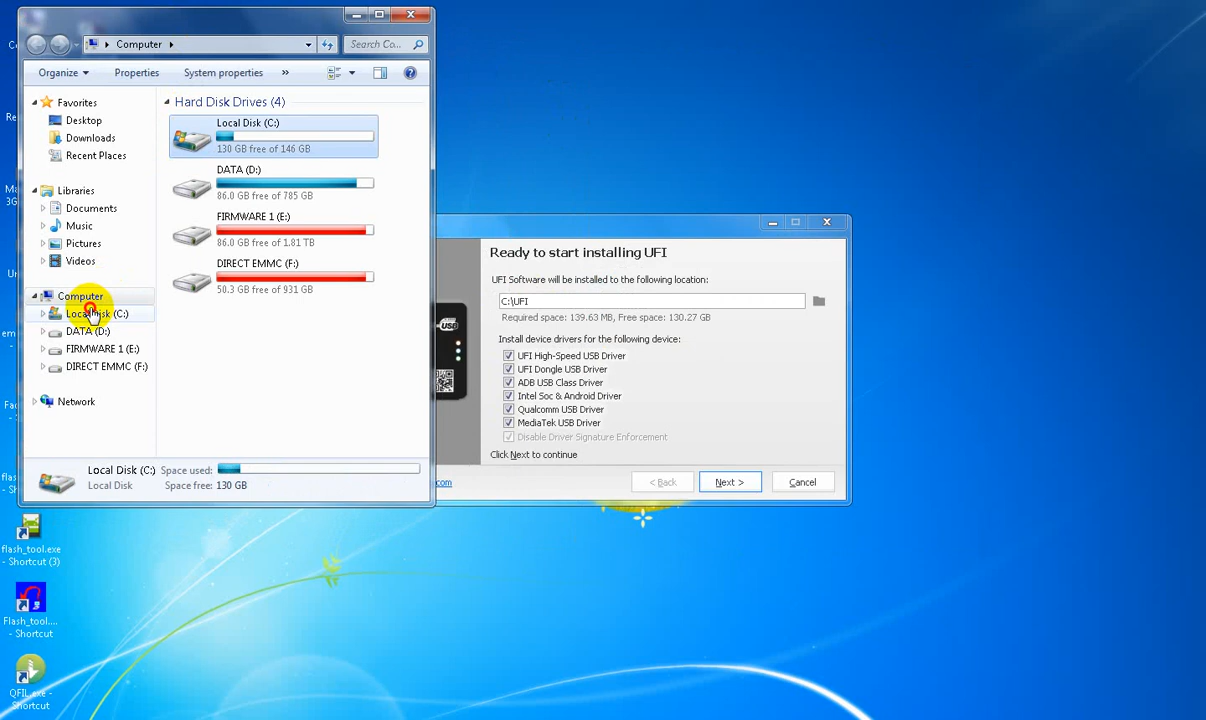 Computer
Search Co...
Organize
Properties
System properties
»
Favorites
Desktop
Downloads
Recent Places
Libraries
Documents
Music
Pictures
Videos
Computer
Local Disk (C:)
DATA (D:)
FIRMWARE 1 (E:)
DIRECT EMMC (F:)
Network
Hard Disk Drives (4)
Local Disk (C:)
130 GB free of 146 GB
DATA (D:)
86.0 GB free of 785 GB
FIRMWARE 1 (E:)
86.0 GB free of 1.81 TB
DIRECT EMMC (F:)
50.3 GB free of 931 GB
Local Disk (C:) Space used:
Local Disk Space free: 130 GB
Ready to start installing UFI
UFI Software will be installed to the following location:
C:\UFI
Required space: 139.63 MB, Free space: 130.27 GB
Install device drivers for the following device:
UFI High-Speed USB Driver
UFI Dongle USB Driver
ADB USB Class Driver
Intel Soc & Android Driver
Qualcomm USB Driver
MediaTek USB Driver
Disable Driver Signature Enforcement
Click Next to continue
com
< Back
Next >
Cancel
USB
flash_tool.exe
- Shortcut (3)
Flash_tool....
- Shortcut
QFIL.exe -
Shortcut